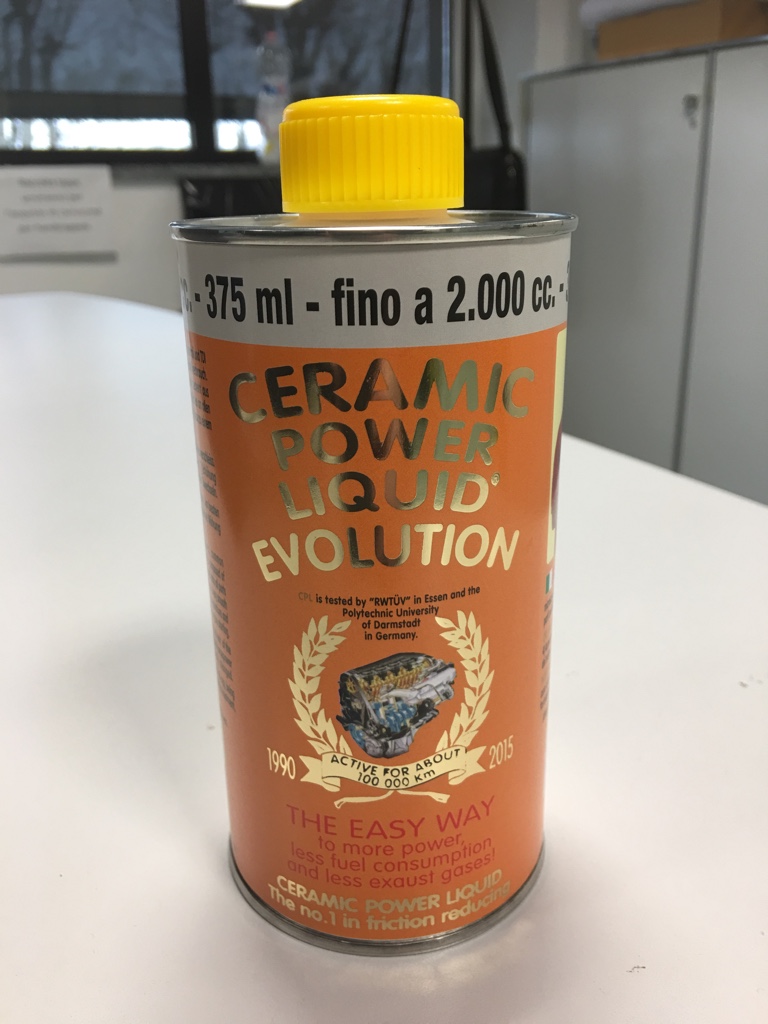 - 375 ml - fino a 2.000 cc. -
CERAMIC
POWER
LIQUID®
EVOLUTION
CPL is tested by "RWTÜV" in Essen and the
Polytechnic University
of Darmstadt
in Germany.
1990
ACTIVE FOR ABOUT
100 000 Km
2015
THE EASY WAY
to more power,
less fuel consumption
and less exaust gases!
CERAMIC POWER LIQUID
The no.1 in friction reducing